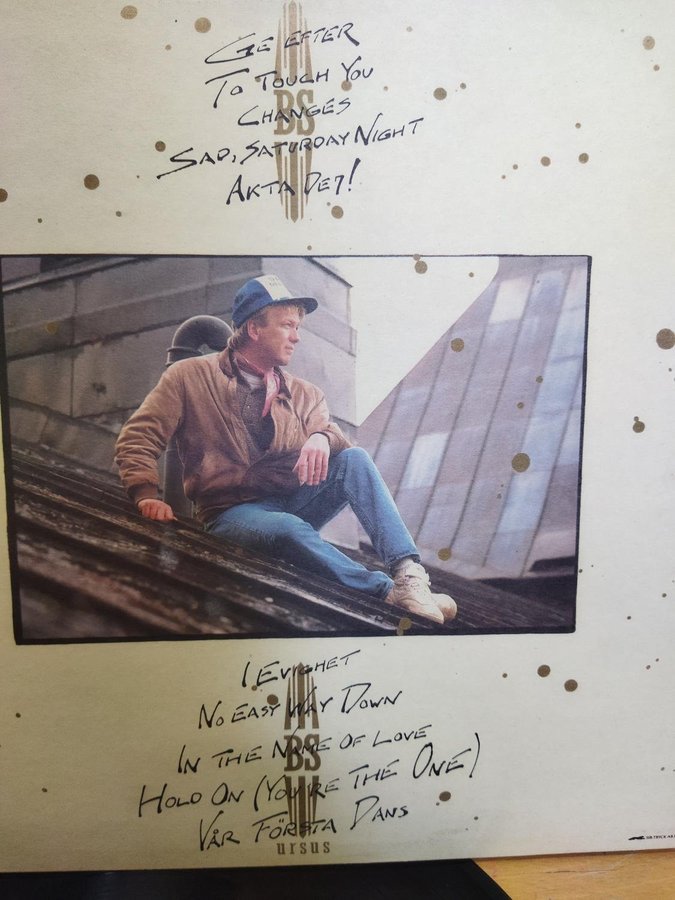 GE EFTER
TO TOUCH YOU
BS
CHANGES
SAD, SATURDAY NIGHT
AKTA DEJ!
I EVIGHET
NO EASY WAY DOWN
IN THE NAME OF LOVE
BS
HOLD ON (YOU'RE THE ONE)
VÅR FÖRSTA DANS
ursus